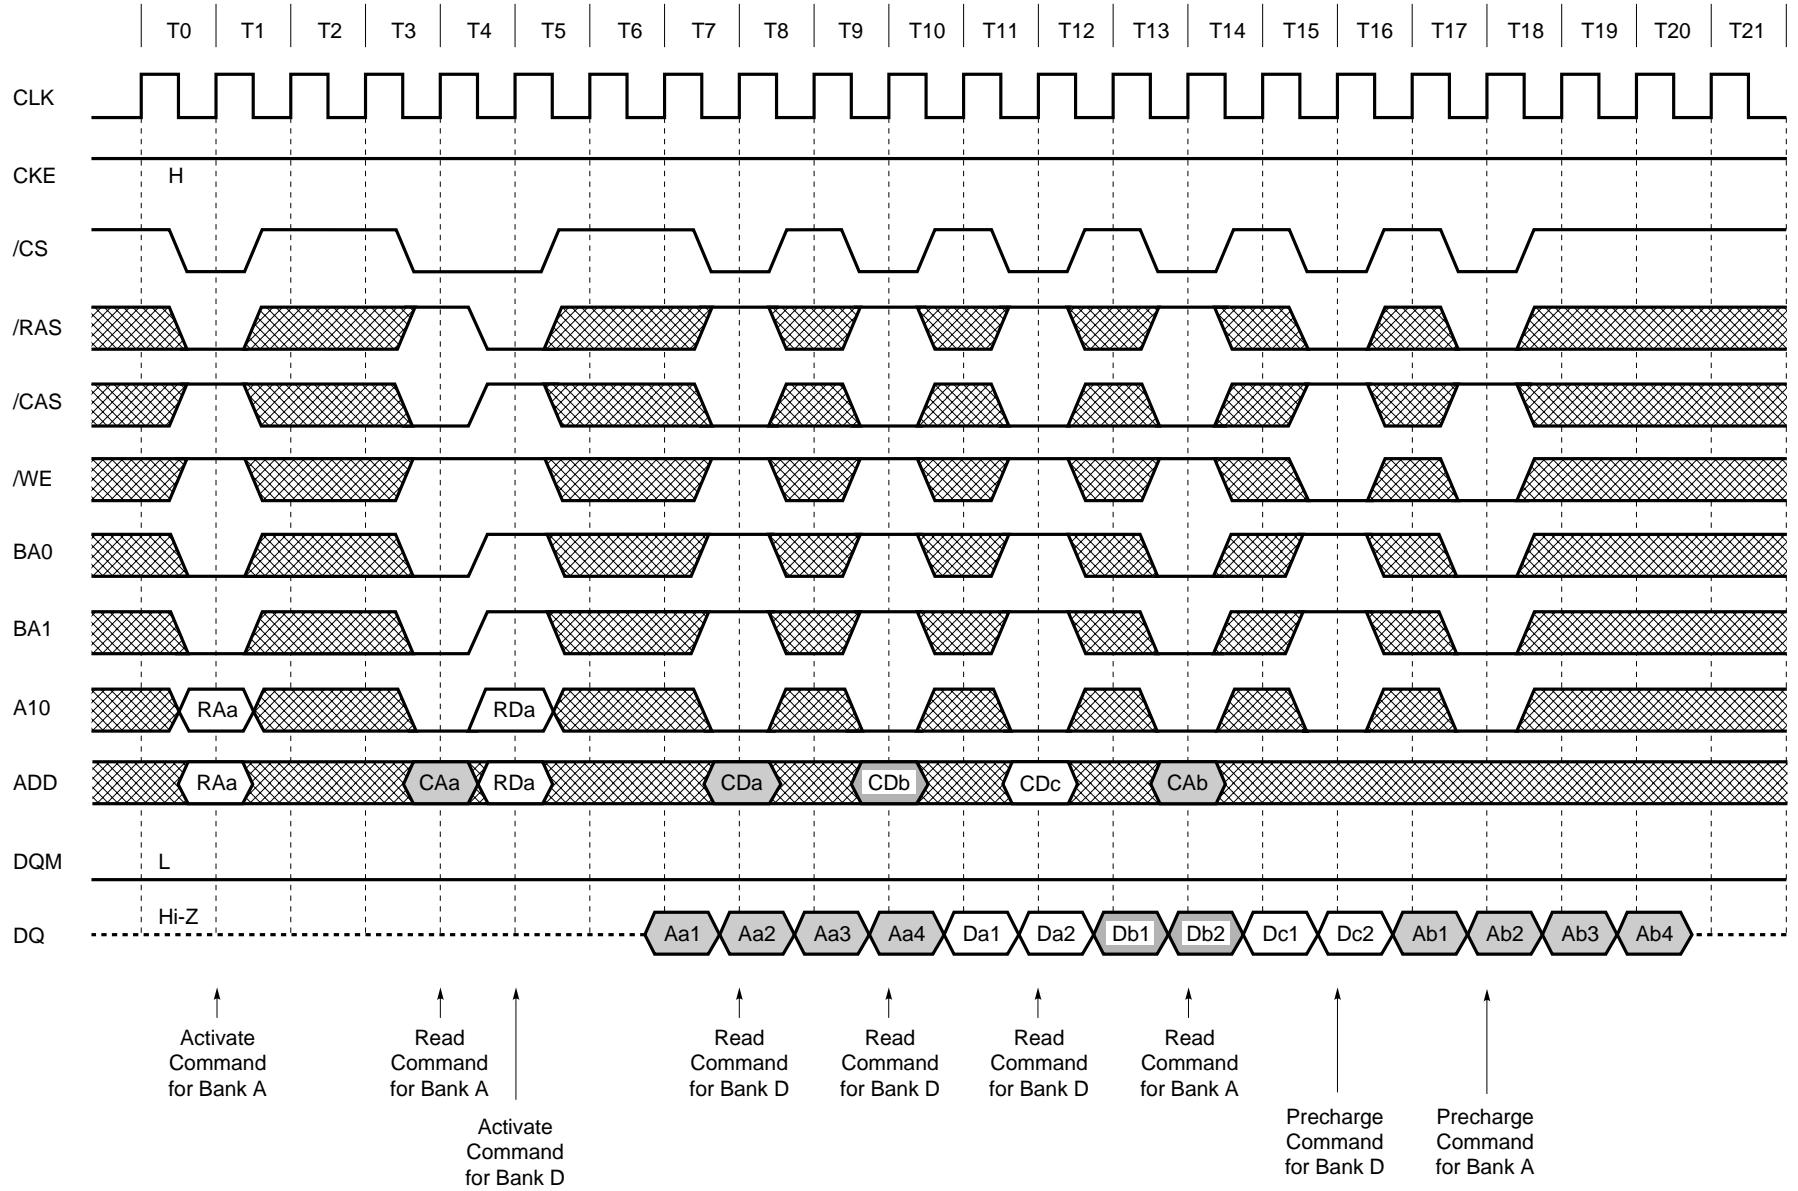 T0 T1 T2 T3 T4 T5 T6 T7 T8 T9 T10 T11 T12 T13 T14 T15 T16 T17 T18 T19 T20 T21
CLK
CKE
H
/CS
/RAS
/CAS
/WE
BA0
BA1
A10 RAa RDa
ADD RAa CAa RDa CDa CDb CDc CAb
DQM L
Hi-Z
DQ Aa1 Aa2 Aa3 Aa4 Da1 Da2 Db1 Db2 Dc1 Dc2 Ab1 Ab2 Ab3 Ab4
Activate
Command
for Bank A
Read
Command
for Bank A
Activate
Command
for Bank D
Read
Command
for Bank D
Read
Command
for Bank D
Read
Command
for Bank D
Read
Command
for Bank A
Precharge
Command
for Bank D
Precharge
Command
for Bank A